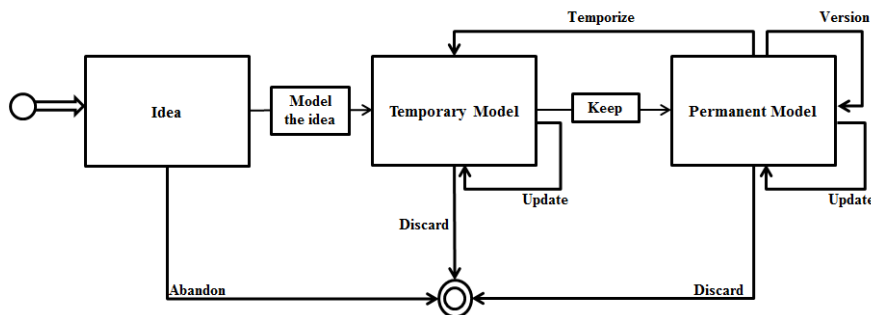 Temporize
Version
Idea
Model
the idea
Temporary Model
Keep
Permanent Model
Update
Update
Discard
Abandon
Discard